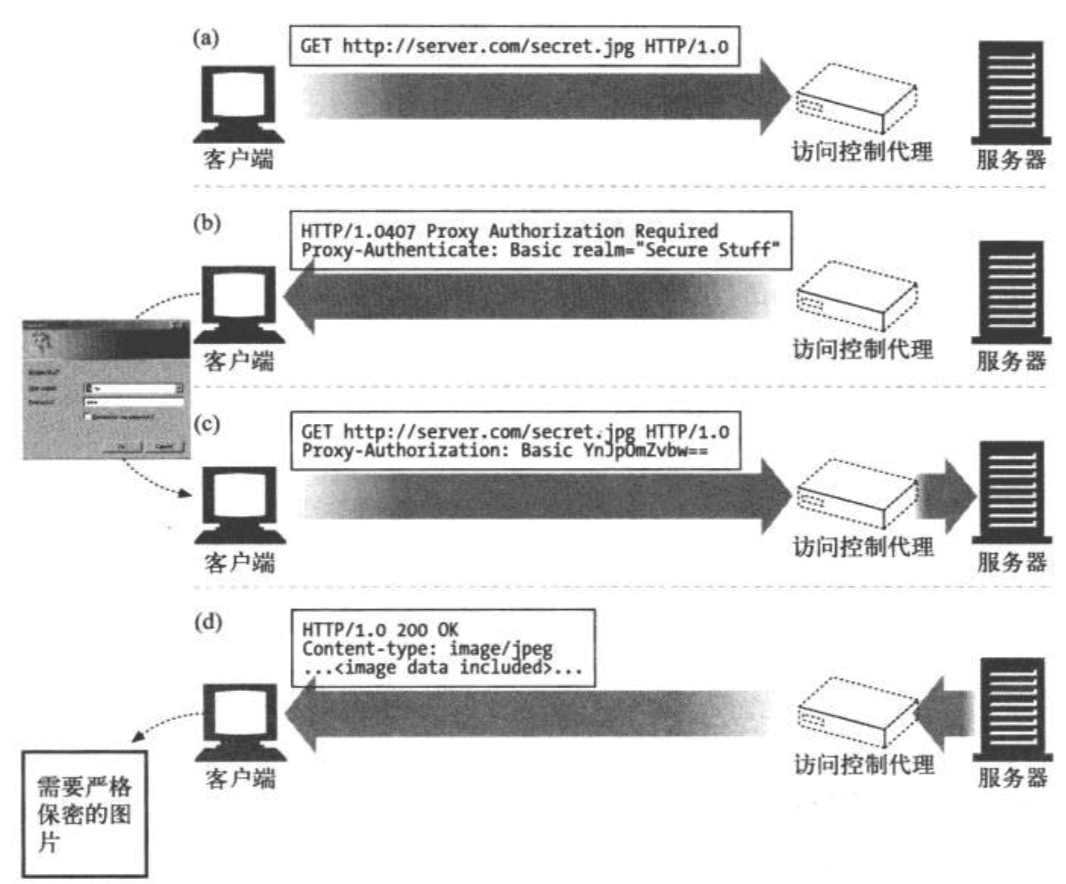 (a)
GET http://server.com/secret.jpg HTTP/1.0
客户端
访问控制代理
服务器
(b)
HTTP/1.0407 Proxy Authorization Required
Proxy-Authenticate: Basic realm="Secure Stuff"
客户端
访问控制代理
服务器
(c)
GET http://server.com/secret.jpg HTTP/1.0
Proxy-Authorization: Basic YnJpOmZvbw==
客户端
访问控制代理
服务器
(d)
HTTP/1.0 200 OK
Content-type: image/jpeg
...<image data included>...
客户端
访问控制代理
服务器
需要严格
保密的图
片